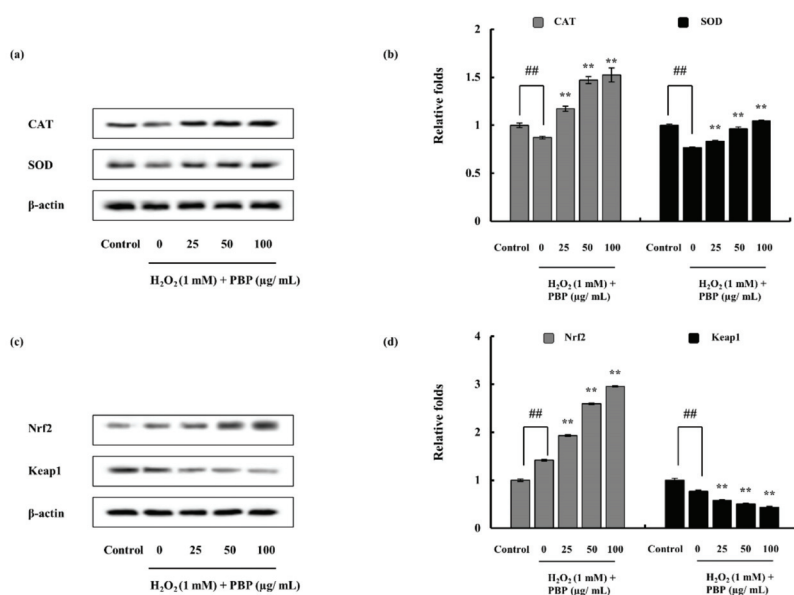 (a)
CAT
SOD
β-actin
Control 0 25 50 100
H₂O₂ (1 mM) + PBP (μg/ mL)
(b)
CAT SOD
Relative folds
2
1.5
1
0.5
0
## ** ** ** ## ** ** **
Control 0 25 50 100 Control 0 25 50 100
H₂O₂ (1 mM) + H₂O₂ (1 mM) +
PBP (μg/ mL) PBP (μg/ mL)
(c)
Nrf2
Keap1
β-actin
Control 0 25 50 100
H₂O₂ (1 mM) + PBP (μg/ mL)
(d)
Nrf2 Keap1
Relative folds
4
3
2
1
0
## ** ** ** ## ** ** **
Control 0 25 50 100 Control 0 25 50 100
H₂O₂ (1 mM) + H₂O₂ (1 mM) +
PBP (μg/ mL) PBP (μg/ mL)